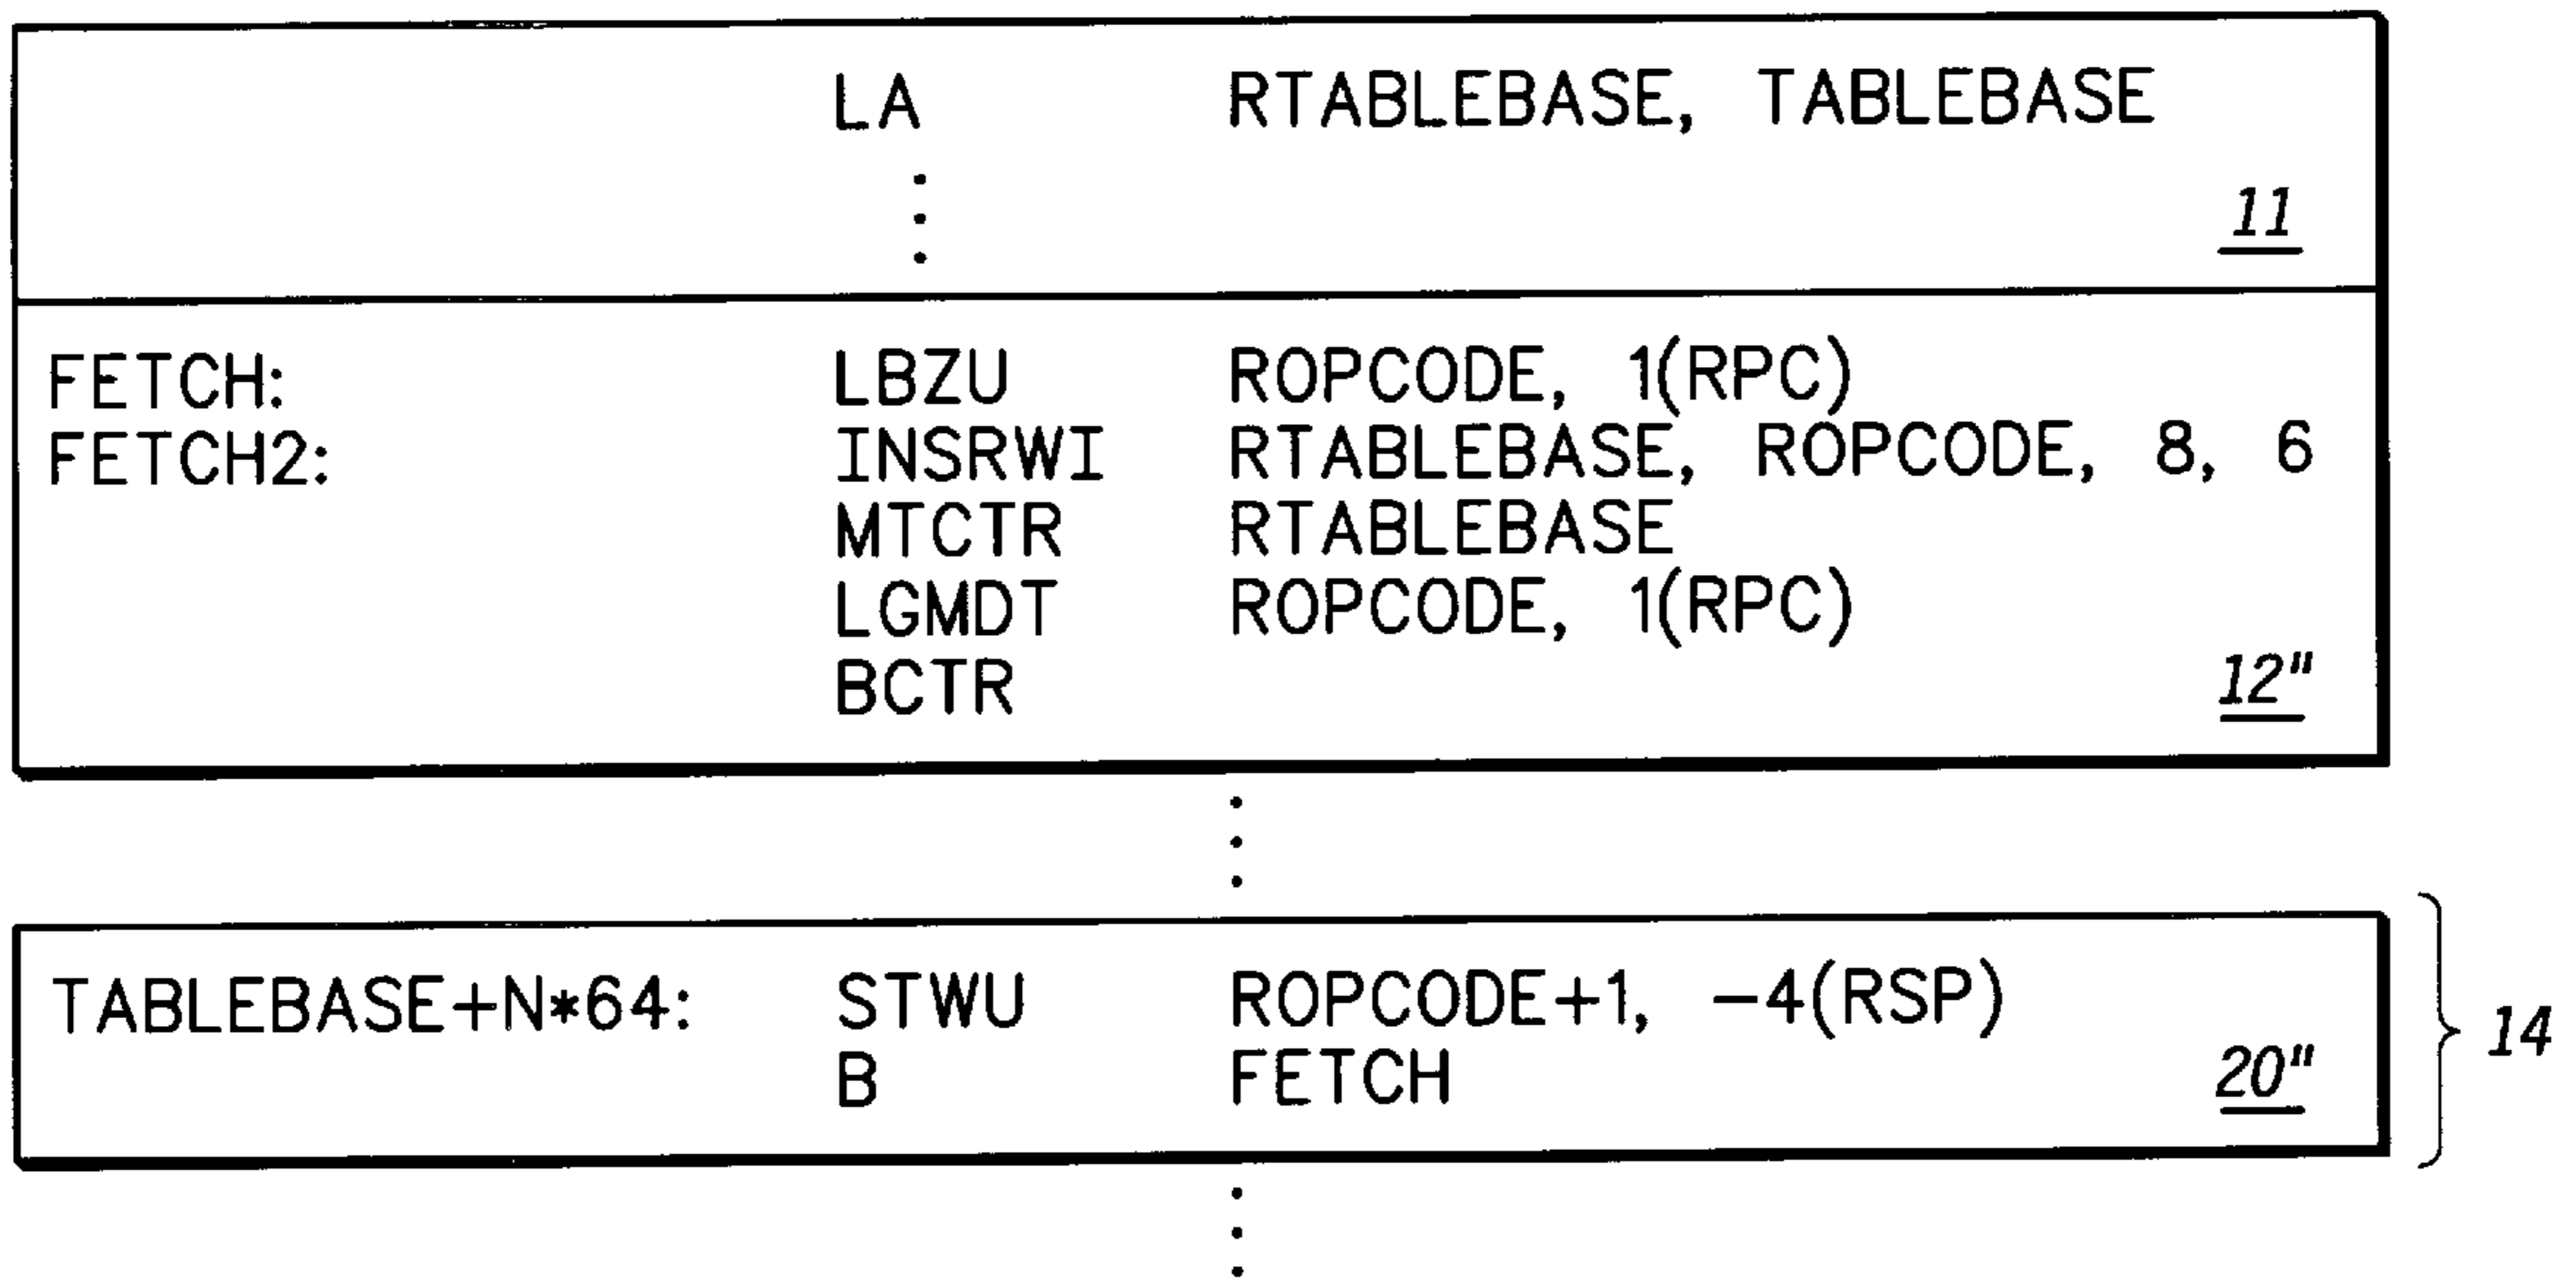 LA RTABLEBASE, TABLEBASE
11
FETCH: LBZU ROPCODE, 1(RPC)
FETCH2: INSRWI RTABLEBASE, ROPCODE, 8, 6
MTCTR RTABLEBASE
LGMDT ROPCODE, 1(RPC)
BCTR
12"
TABLEBASE+N*64: STWU ROPCODE+1, -4(RSP)
B FETCH
20"
14